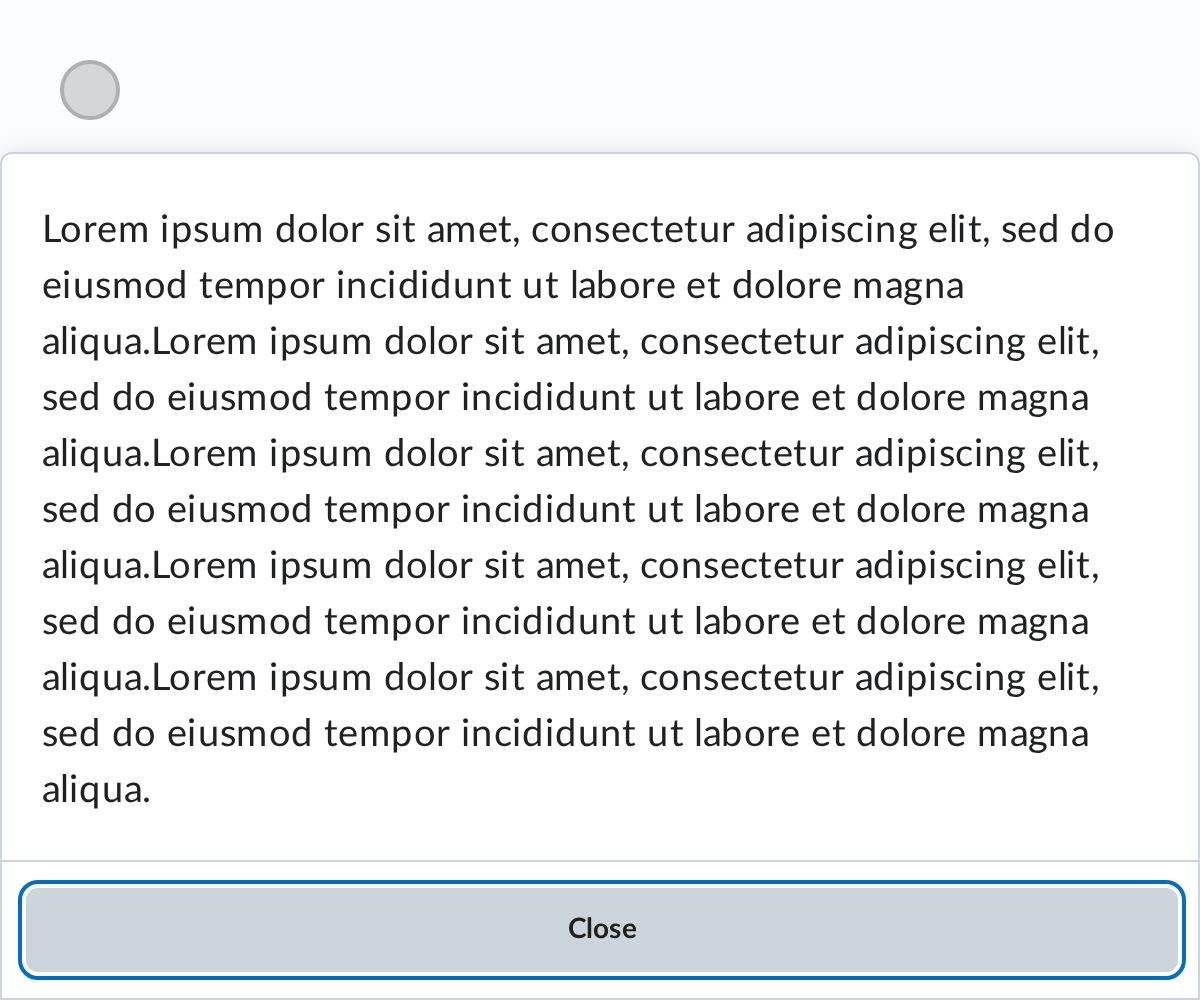 Lorem ipsum dolor sit amet, consectetur adipiscing elit, sed do
eiusmod tempor incididunt ut labore et dolore magna
aliqua.Lorem ipsum dolor sit amet, consectetur adipiscing elit,
sed do eiusmod tempor incididunt ut labore et dolore magna
aliqua.Lorem ipsum dolor sit amet, consectetur adipiscing elit,
sed do eiusmod tempor incididunt ut labore et dolore magna
aliqua.Lorem ipsum dolor sit amet, consectetur adipiscing elit,
sed do eiusmod tempor incididunt ut labore et dolore magna
aliqua.Lorem ipsum dolor sit amet, consectetur adipiscing elit,
sed do eiusmod tempor incididunt ut labore et dolore magna
aliqua.
Close